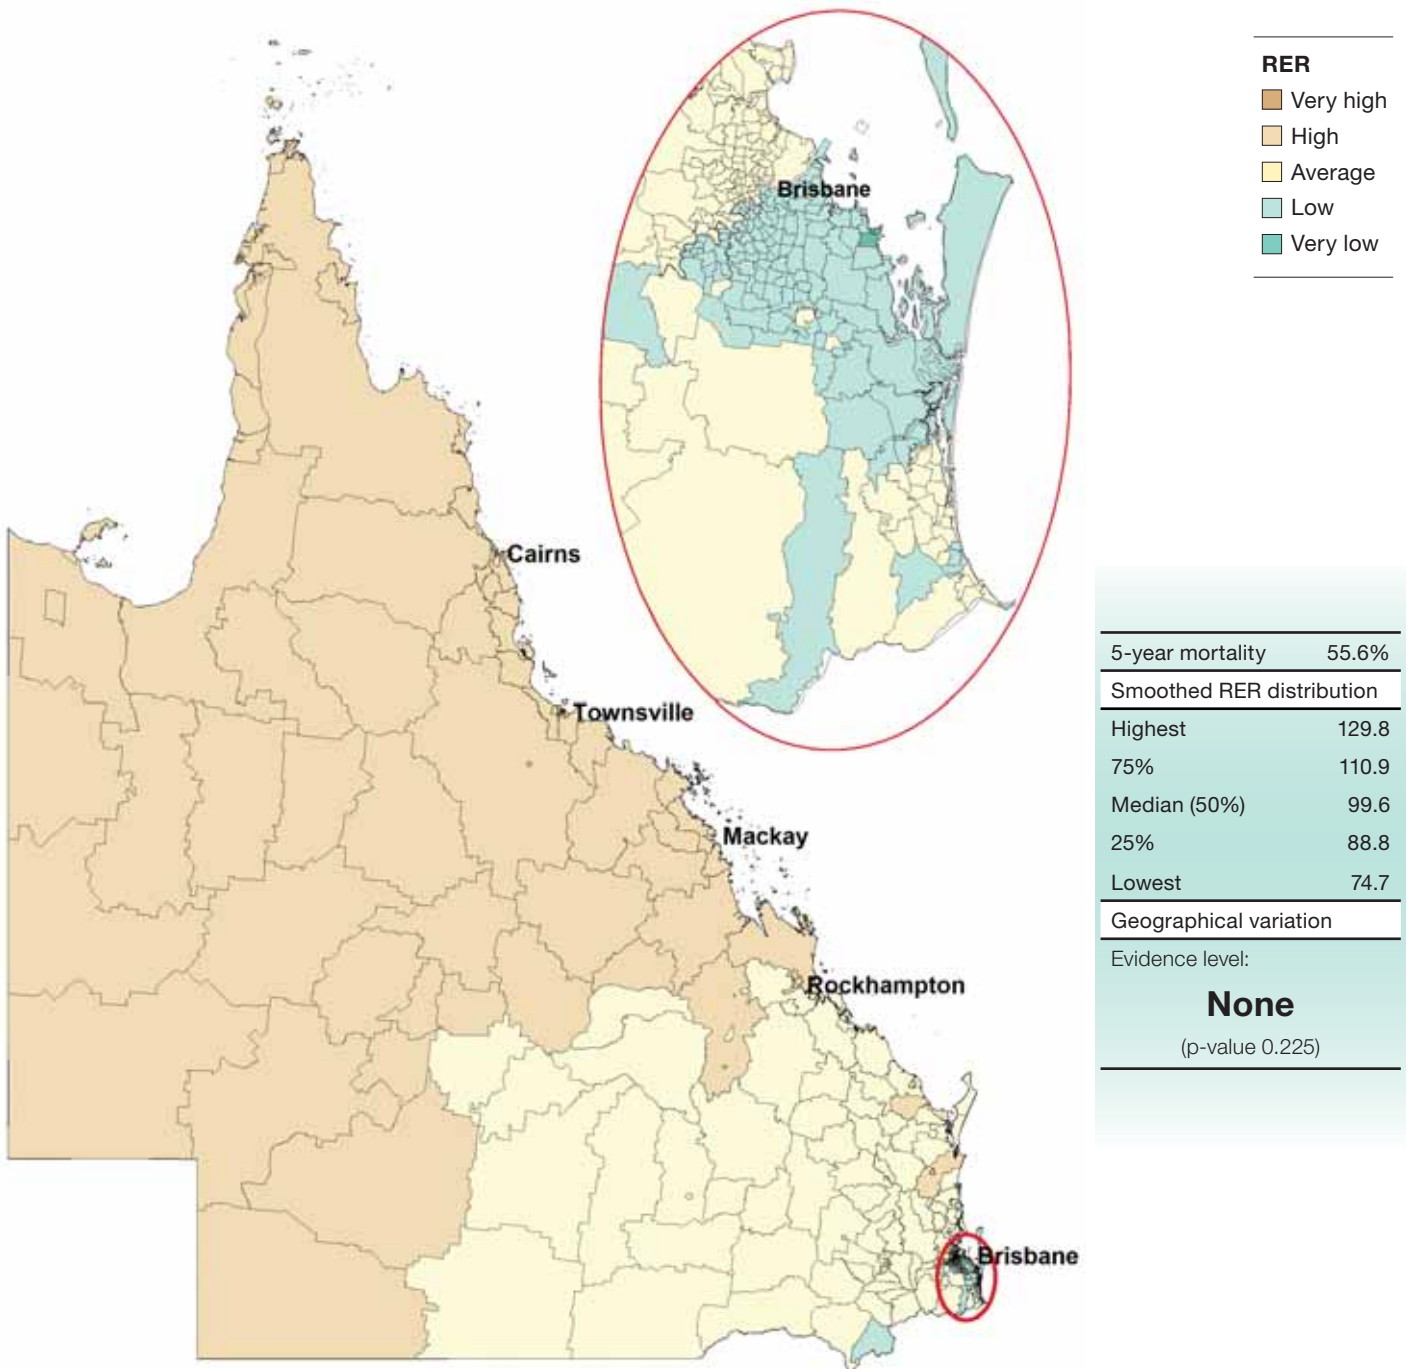 RER
Very high
High
Average
Low
Very low
Brisbane
Cairns
Townsville
Mackay
Rockhampton
Brisbane
5-year mortality 55.6%
Smoothed RER distribution
Highest 129.8
75% 110.9
Median (50%) 99.6
25% 88.8
Lowest 74.7
Geographical variation
Evidence level:
None
(p-value 0.225)